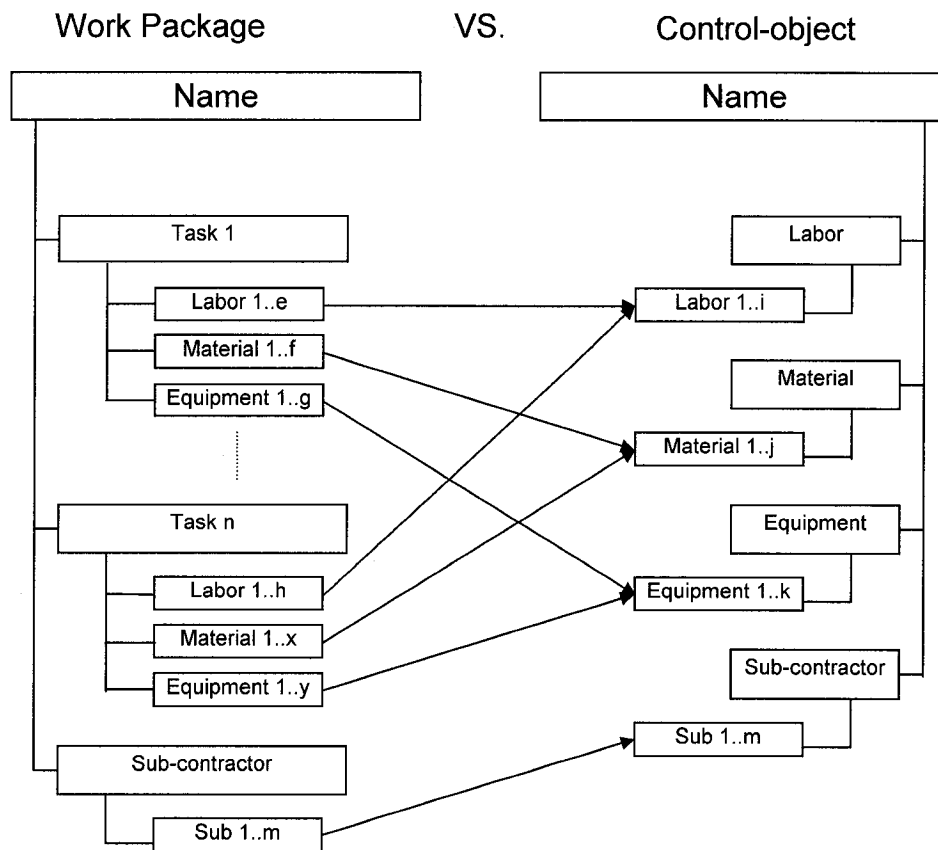 Work Package VS. Control-object
Name
Name
Task 1
Labor 1..e
Material 1..f
Equipment 1..g
Task n
Labor 1..h
Material 1..x
Equipment 1..y
Sub-contractor
Sub 1..m
Labor
Labor 1..i
Material
Material 1..j
Equipment
Equipment 1..k
Sub-contractor
Sub 1..m